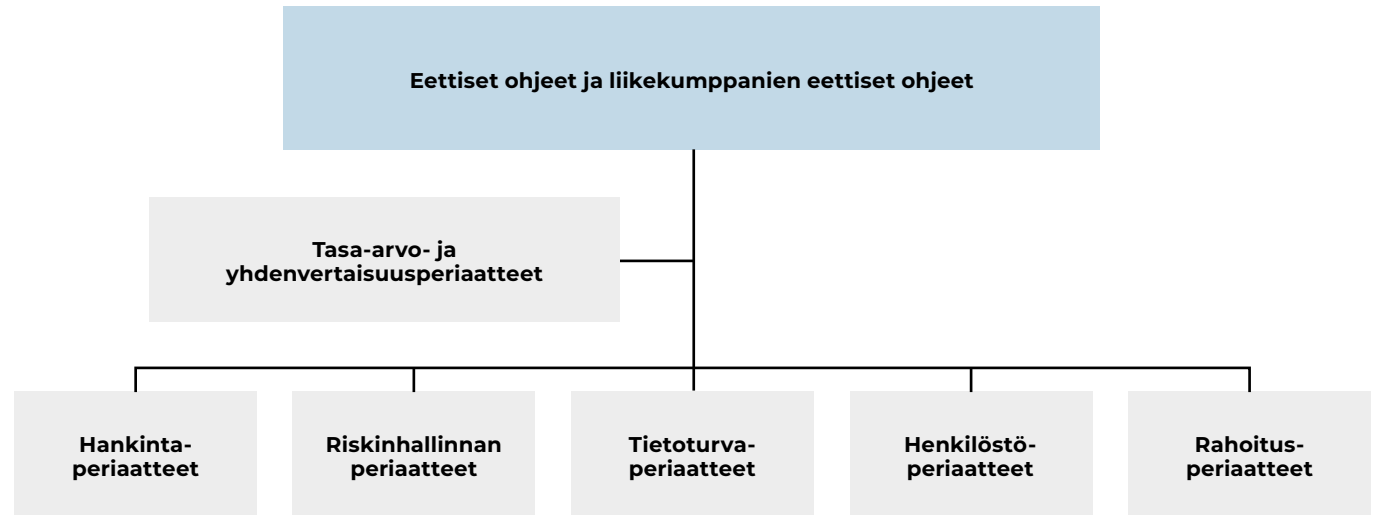 Eettiset ohjeet ja liikekumppanien eettiset ohjeet
Tasa-arvo- ja
yhdenvertaisuusperiaatteet
Hankinta-
periaatteet
Riskinhallinnan
periaatteet
Tietoturva-
periaatteet
Henkilöstö-
periaatteet
Rahoitus-
periaatteet